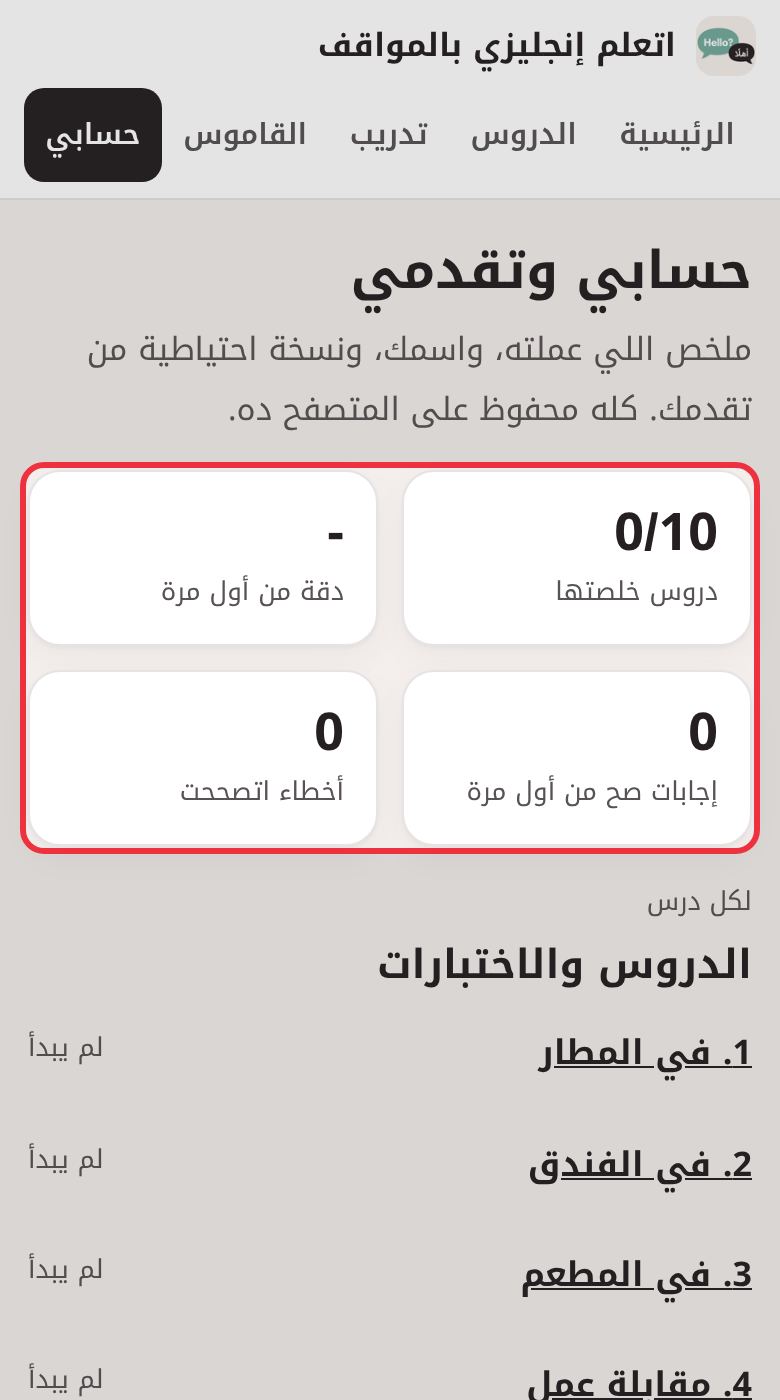 Hello?
أهلًا
اتعلم إنجليزي بالمواقف
الرئيسية الدروس تدريب القاموس حسابي
حسابي وتقدمي
ملخص اللي عملته، واسمك، ونسخة احتياطية من
تقدمك. كله محفوظ على المتصفح ده.
0/10
دروس خلصتها
-
دقة من أول مرة
0
إجابات صح من أول مرة
0
أخطاء اتصححت
لكل درس
الدروس والاختبارات
1. في المطار لم يبدأ
2. في الفندق لم يبدأ
3. في المطعم لم يبدأ
4. مقابلة عمل لم يبدأ